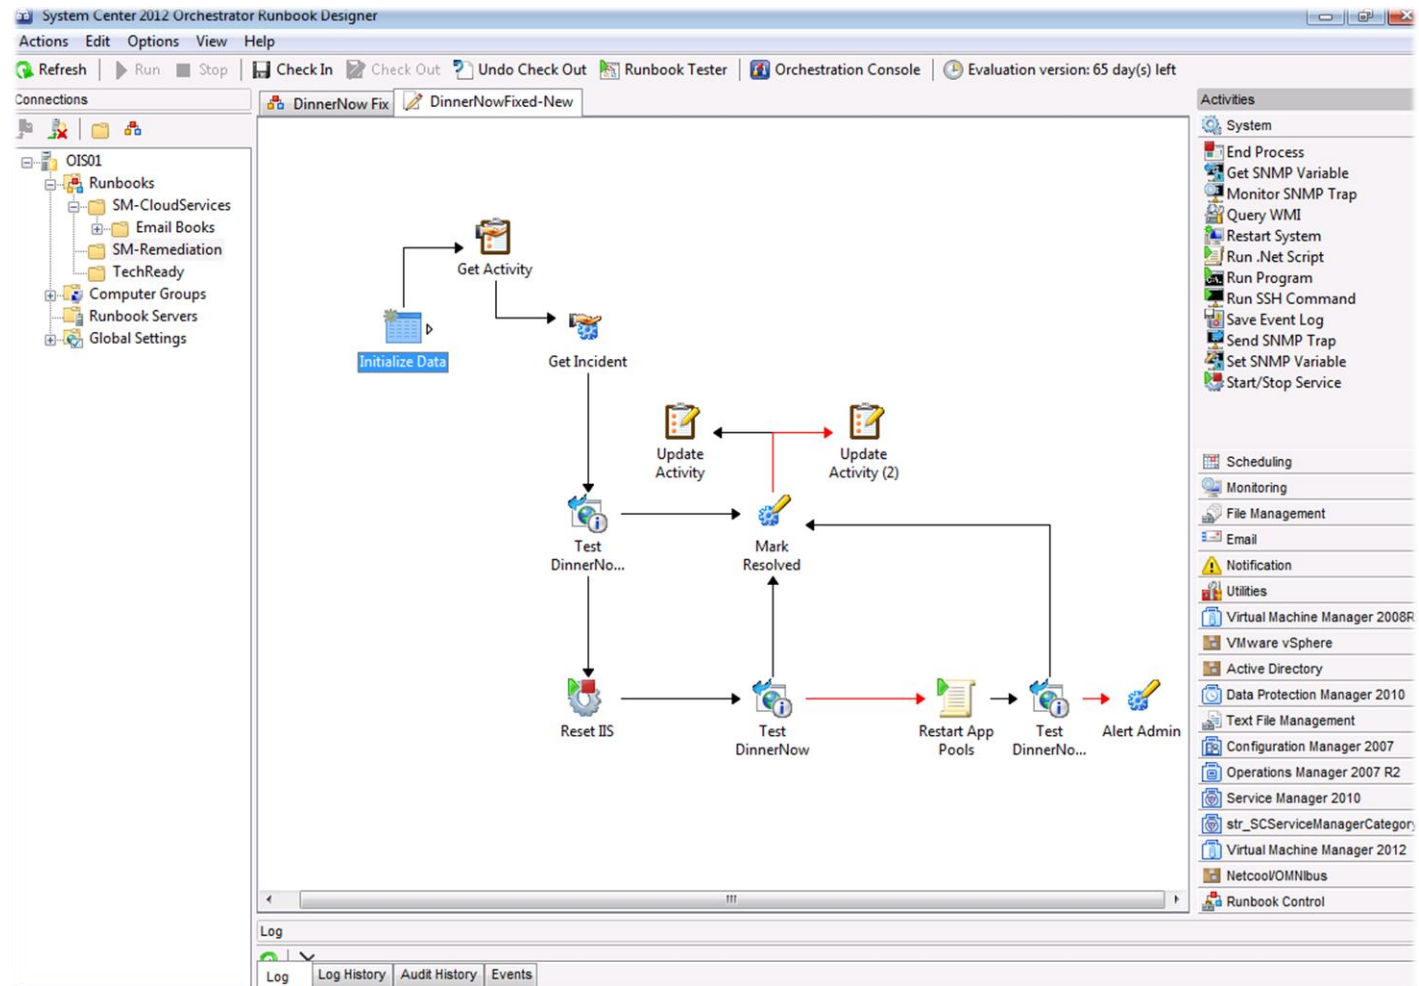 System Center 2012 Orchestrator Runbook Designer
Actions Edit Options View Help
Refresh Run Stop Check In Check Out Undo Check Out Runbook Tester Orchestration Console Evaluation version: 65 day(s) left
Connections
DinnerNow Fix
DinnerNowFixed-New
Activities
OIS01
Runbooks
SM-CloudServices
Email Books
SM-Remediation
TechReady
Computer Groups
Runbook Servers
Global Settings
Get Activity
Initialize Data
Get Incident
Update
Activity
Update
Activity (2)
Test
DinnerNo...
Mark
Resolved
Reset IIS
Test
DinnerNow
Restart App
Pools
Test
DinnerNo...
Alert Admin
System
End Process
Get SNMP Variable
Monitor SNMP Trap
Query WMI
Restart System
Run .Net Script
Run Program
Run SSH Command
Save Event Log
Send SNMP Trap
Set SNMP Variable
Start/Stop Service
Scheduling
Monitoring
File Management
Email
Notification
Utilities
Virtual Machine Manager 2008R
VMware vSphere
Active Directory
Data Protection Manager 2010
Text File Management
Configuration Manager 2007
Operations Manager 2007 R2
Service Manager 2010
str_SCServiceManagerCategory
Virtual Machine Manager 2012
Netcool/OMNIbus
Runbook Control
Log
Log Log History Audit History Events